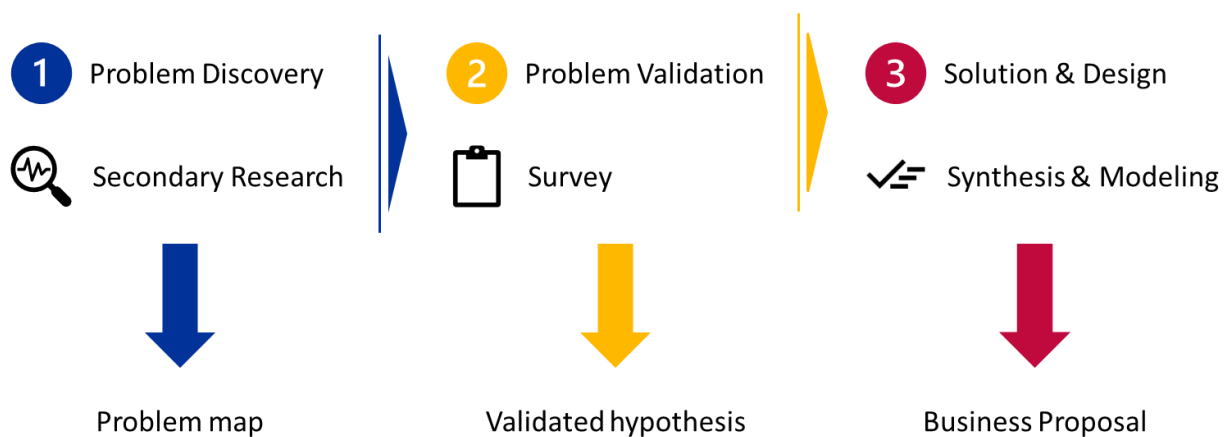 1 Problem Discovery
Secondary Research
Problem map
2 Problem Validation
Survey
Validated hypothesis
3 Solution & Design
Synthesis & Modeling
Business Proposal